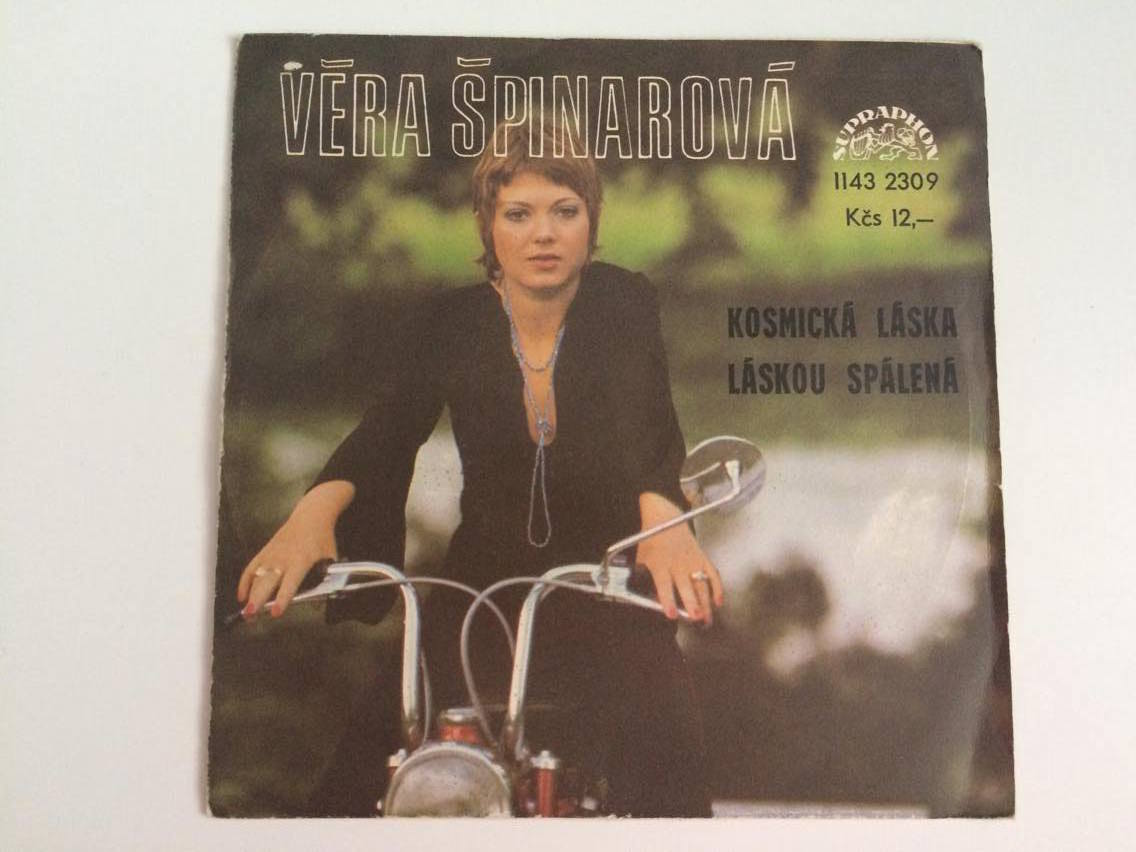 VĚRA ŠPINAROVÁ
SUPRAPHON
1143 2309
Kčs 12,—
KOSMICKÁ LÁSKA
LÁSKOU SPÁLENÁ